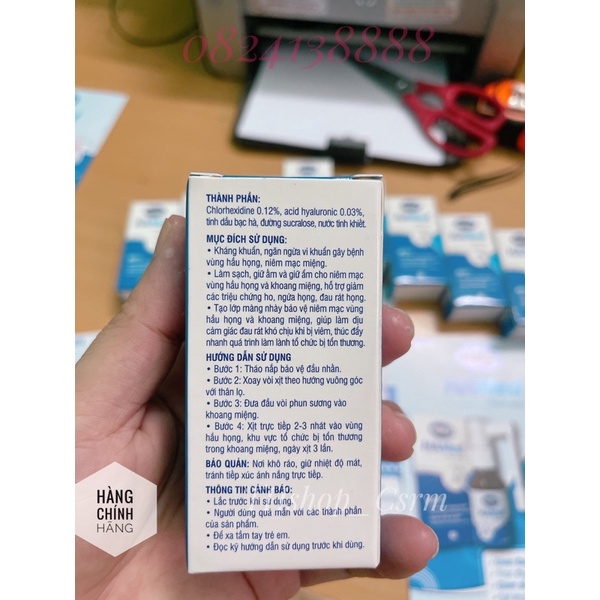 0824138888
THÀNH PHẦN:
Chlorhexidine 0.12%, acid hyaluronic 0.03%,
tinh dầu bạc hà, đường sucralose, nước tinh khiết.
MỤC ĐÍCH SỬ DỤNG:
• Kháng khuẩn, ngăn ngừa vi khuẩn gây bệnh
vùng hầu họng, niêm mạc miệng.
• Làm sạch, giữ ẩm và giữ ấm cho niêm mạc
vùng hầu họng và khoang miệng, hỗ trợ giảm
các triệu chứng ho, ngứa họng, đau rát họng.
• Tạo lớp màng nhày bảo vệ niêm mạc vùng
hầu họng và khoang miệng, giúp làm dịu
cảm giác đau rát khó chịu khi bị viêm, thúc đẩy
nhanh quá trình làm lành tổ chức bị tổn thương.
HƯỚNG DẪN SỬ DỤNG
• Bước 1: Tháo nắp bảo vệ đầu nhấn.
• Bước 2: Xoay vòi xịt theo hướng vuông góc
với thân lọ.
• Bước 3: Đưa đầu vòi phun sương vào
khoang miệng.
• Bước 4: Xịt trực tiếp 2-3 nhát vào vùng
hầu họng, khu vực tổ chức bị tổn thương
trong khoang miệng, ngày xịt 3 lần.
BẢO QUẢN: Nơi khô ráo, giữ nhiệt độ mát,
tránh tiếp xúc ánh nắng trực tiếp.
THÔNG TIN CẢNH BÁO:
• Lắc trước khi sử dụng.
• Người dùng quá mẫn với các thành phần
của sản phẩm.
• Để xa tầm tay trẻ em.
• Đọc kỹ hướng dẫn sử dụng trước khi dùng.
HÀNG
CHÍNH
HÃNG